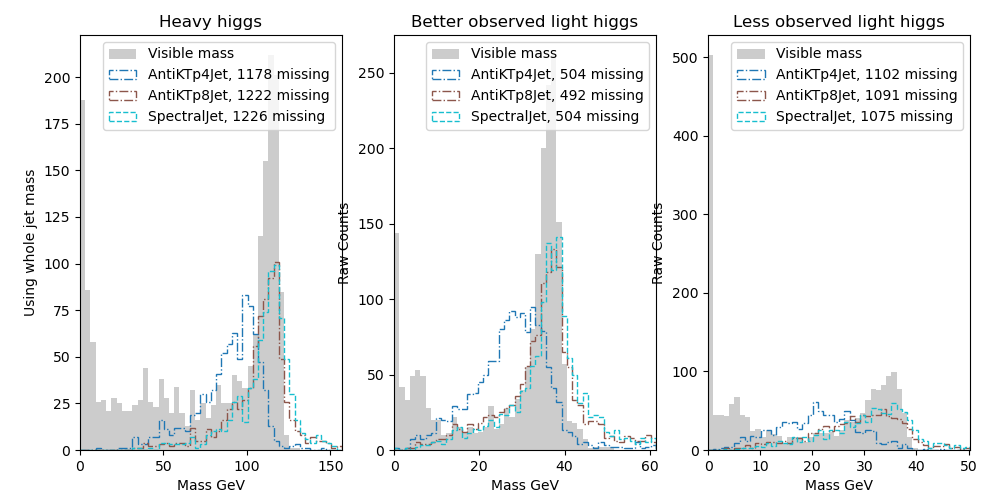 Heavy higgs
Visible mass
AntiKTp4Jet, 1178 missing
AntiKTp8Jet, 1222 missing
SpectralJet, 1226 missing
200
175
150
125
100
75
50
25
0
Using whole jet mass
0 50 100 150
Mass GeV
Better observed light higgs
Visible mass
AntiKTp4Jet, 504 missing
AntiKTp8Jet, 492 missing
SpectralJet, 504 missing
250
200
150
100
50
0
Raw Counts
0 20 40 60
Mass GeV
Less observed light higgs
Visible mass
AntiKTp4Jet, 1102 missing
AntiKTp8Jet, 1091 missing
SpectralJet, 1075 missing
500
400
300
200
100
0
Raw Counts
0 10 20 30 40 50
Mass GeV